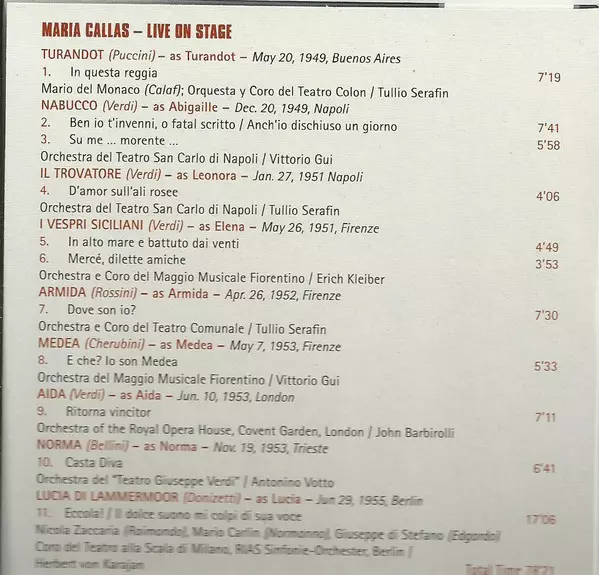 MARIA CALLAS – LIVE ON STAGE
TURANDOT (Puccini) – as Turandot – May 20, 1949, Buenos Aires
1. In questa reggia 7'19
Mario del Monaco (Calaf); Orquesta y Coro del Teatro Colon / Tullio Serafin
NABUCCO (Verdi) – as Abigaille – Dec. 20, 1949, Napoli
2. Ben io t'invenni, o fatal scritto / Anch'io dischiuso un giorno 7'41
3. Su me ... morente ... 5'58
Orchestra del Teatro San Carlo di Napoli / Vittorio Gui
IL TROVATORE (Verdi) – as Leonora – Jan. 27, 1951 Napoli
4. D'amor sull'ali rosee 4'06
Orchestra del Teatro San Carlo di Napoli / Tullio Serafin
I VESPRI SICILIANI (Verdi) – as Elena – May 26, 1951, Firenze
5. In alto mare e battuto dai venti 4'49
6. Mercé, dilette amiche 3'53
Orchestra e Coro del Maggio Musicale Fiorentino / Erich Kleiber
ARMIDA (Rossini) – as Armida – Apr. 26, 1952, Firenze
7. Dove son io? 7'30
Orchestra e Coro del Teatro Comunale / Tullio Serafin
MEDEA (Cherubini) – as Medea – May 7, 1953, Firenze
8. E che? Io son Medea 5'33
Orchestra del Maggio Musicale Fiorentino / Vittorio Gui
AIDA (Verdi) – as Aida – Jun. 10, 1953, London
9. Ritorna vincitor 7'11
Orchestra of the Royal Opera House, Covent Garden, London / John Barbirolli
NORMA (Bellini) – as Norma – Nov. 19, 1953, Trieste
10. Casta Diva 6'41
Orchestra del "Teatro Giuseppe Verdi" / Antonino Votto
LUCIA DI LAMMERMOOR (Donizetti) – as Lucia – Jun 29, 1955, Berlin
11. Eccola! / Il dolce suono mi colpì di sua voce 17'06
Nicola Zaccaria (Raimondo), Mario Carlin (Normanno), Giuseppe di Stefano (Edgardo)
Coro del Teatro alla Scala di Milano, RIAS Sinfonie-Orchester, Berlin /
Herbert von Karajan Total Time